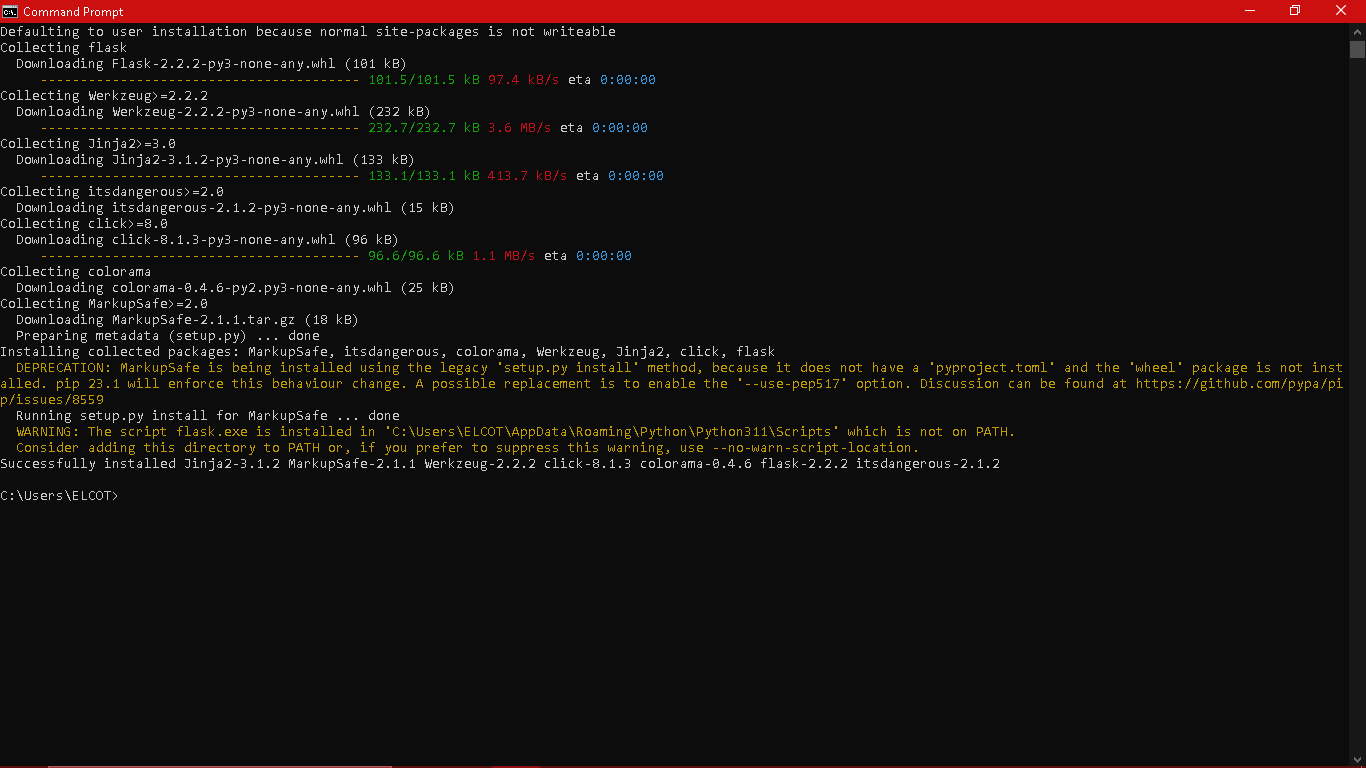 Command Prompt
Defaulting to user installation because normal site-packages is not writeable
Collecting flask
  Downloading Flask-2.2.2-py3-none-any.whl (101 kB)
     ---------------------------------------- 101.5/101.5 kB 97.4 kB/s eta 0:00:00
Collecting Werkzeug>=2.2.2
  Downloading Werkzeug-2.2.2-py3-none-any.whl (232 kB)
     ---------------------------------------- 232.7/232.7 kB 3.6 MB/s eta 0:00:00
Collecting Jinja2>=3.0
  Downloading Jinja2-3.1.2-py3-none-any.whl (133 kB)
     ---------------------------------------- 133.1/133.1 kB 413.7 kB/s eta 0:00:00
Collecting itsdangerous>=2.0
  Downloading itsdangerous-2.1.2-py3-none-any.whl (15 kB)
Collecting click>=8.0
  Downloading click-8.1.3-py3-none-any.whl (96 kB)
     ---------------------------------------- 96.6/96.6 kB 1.1 MB/s eta 0:00:00
Collecting colorama
  Downloading colorama-0.4.6-py2.py3-none-any.whl (25 kB)
Collecting MarkupSafe>=2.0
  Downloading MarkupSafe-2.1.1.tar.gz (18 kB)
  Preparing metadata (setup.py) ... done
Installing collected packages: MarkupSafe, itsdangerous, colorama, Werkzeug, Jinja2, click, flask
  DEPRECATION: MarkupSafe is being installed using the legacy 'setup.py install' method, because it does not have a 'pyproject.toml' and the 'wheel' package is not inst
alled. pip 23.1 will enforce this behaviour change. A possible replacement is to enable the '--use-pep517' option. Discussion can be found at https://github.com/pypa/pi
p/issues/8559
  Running setup.py install for MarkupSafe ... done
  WARNING: The script flask.exe is installed in 'C:\Users\ELCOT\AppData\Roaming\Python\Python311\Scripts' which is not on PATH.
  Consider adding this directory to PATH or, if you prefer to suppress this warning, use --no-warn-script-location.
Successfully installed Jinja2-3.1.2 MarkupSafe-2.1.1 Werkzeug-2.2.2 click-8.1.3 colorama-0.4.6 flask-2.2.2 itsdangerous-2.1.2
C:\Users\ELCOT>